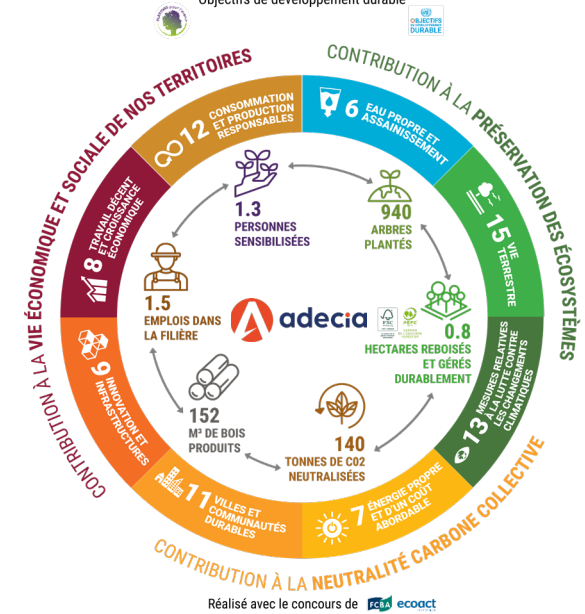 Objectifs de développement durable
OBJECTIFS
DURABLE
CONTRIBUTION À LA VIE ÉCONOMIQUE ET SOCIALE DE NOS TERRITOIRES
CONTRIBUTION À LA PRÉSERVATION DES ÉCOSYSTÈMES
12 CONSOMMATION
ET PRODUCTION
RESPONSABLES
6 EAU PROPRE ET
ASSAINISSEMENT
8 TRAVAIL DÉCENT
ET CROISSANCE
ÉCONOMIQUE
15 VIE
TERRESTRE
1.3
PERSONNES
SENSIBILISÉES
940
ARBRES
PLANTÉS
1.5
EMPLOIS DANS
LA FILIÈRE
adecia
FSC
PEFC
0.8
HECTARES REBOISÉS
ET GÉRÉS
DURABLEMENT
9 INNOVATION ET
INFRASTRUCTURES
13 MESURES RELATIVES
À LA LUTTE CONTRE
LES CHANGEMENTS
CLIMATIQUES
152
M³ DE BOIS
PRODUITS
140
TONNES DE CO2
NEUTRALISÉES
11 VILLES ET
COMMUNAUTÉS
DURABLES
7 ÉNERGIE PROPRE
ET D'UN COÛT
ABORDABLE
CONTRIBUTION À LA NEUTRALITÉ CARBONE COLLECTIVE
Réalisé avec le concours de FCBA ecoact